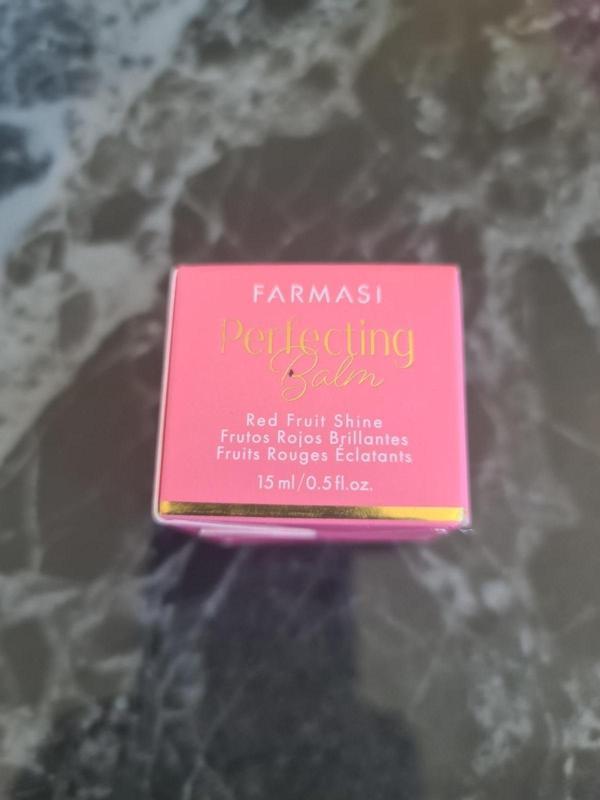 FARMASI
Perfecting
Balm
Red Fruit Shine
Frutos Rojos Brillantes
Fruits Rouges Éclatants
15 ml/0.5 fl.oz.